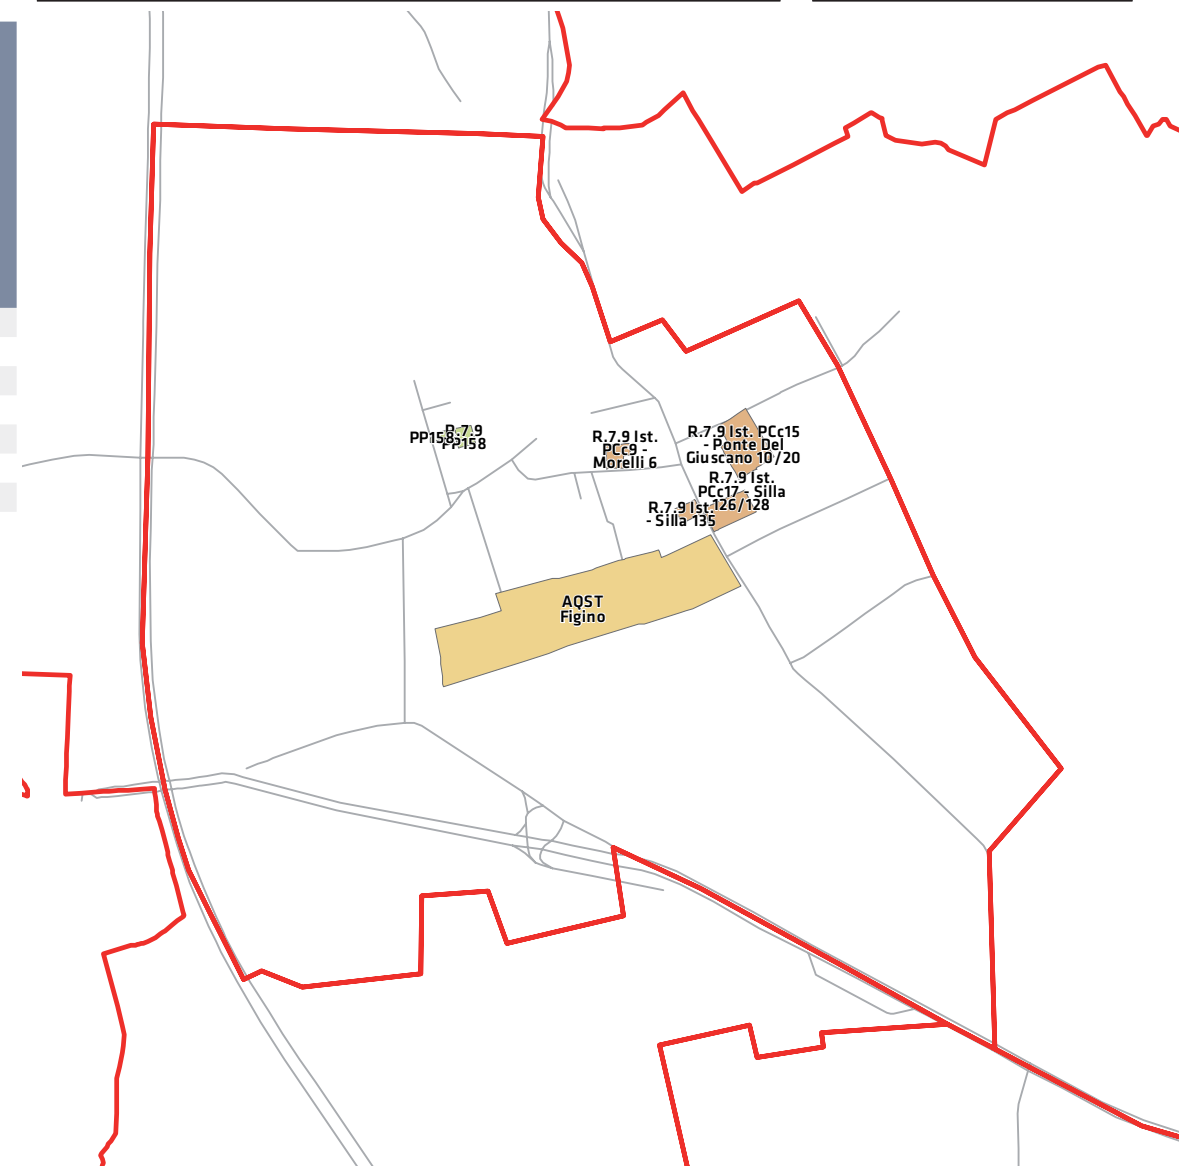 PP158
R.7.9
PP158
R.7.9 Ist.
PCc9 -
Morelli 6
R.7.9 Ist. PCc15
- Ponte Del
Giuscano 10/20
R.7.9 Ist.
PCc17 - Silla
126/128
R.7.9 Ist.
- Silla 135
AQST
Figino